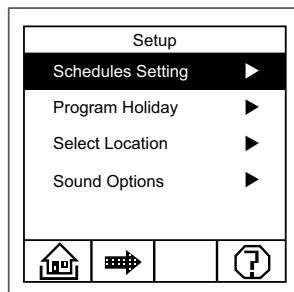 Setup
Schedules Setting
Program Holiday
Select Location
Sound Options
?